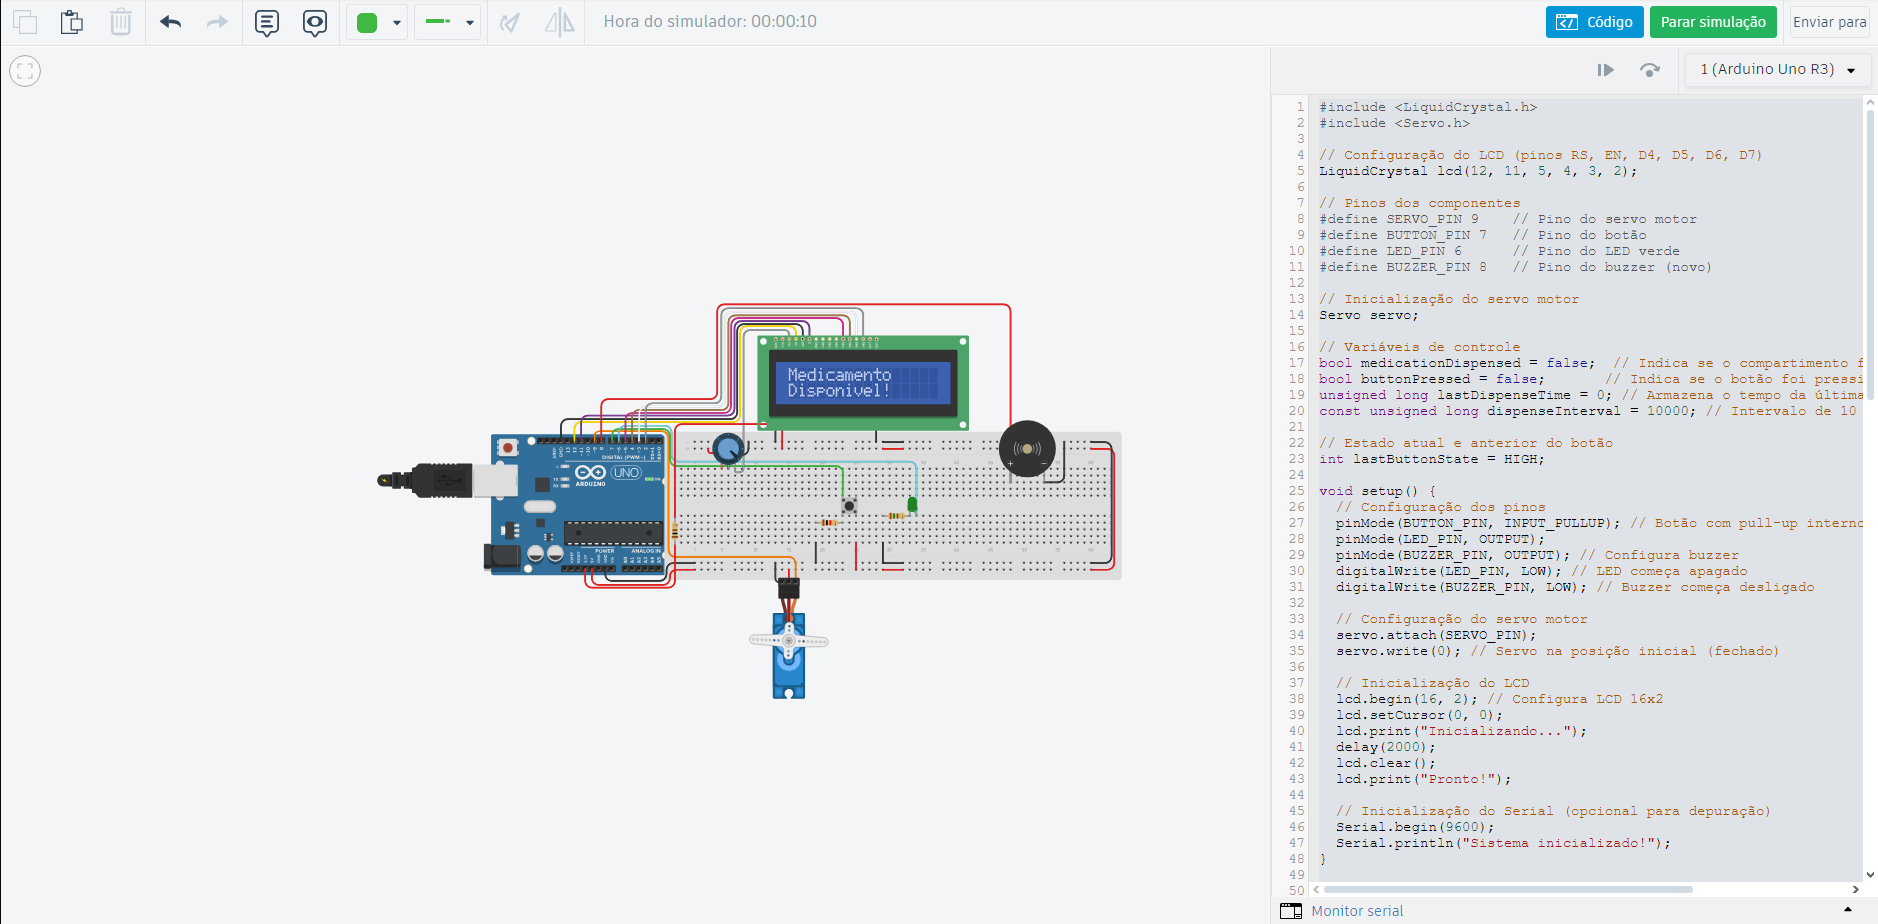 Hora do simulador: 00:00:10
Código
Parar simulação
Enviar para
1 (Arduino Uno R3)
Medicamento
Disponivel!
DIGITAL (PWM~)
ARDUINO
UNO
POWER
ANALOG IN
1 #include <LiquidCrystal.h>
2 #include <Servo.h>
3
4 // Configuração do LCD (pinos RS, EN, D4, D5, D6, D7)
5 LiquidCrystal lcd(12, 11, 5, 4, 3, 2);
6
7 // Pinos dos componentes
8 #define SERVO_PIN 9    // Pino do servo motor
9 #define BUTTON_PIN 7   // Pino do botão
10 #define LED_PIN 6      // Pino do LED verde
11 #define BUZZER_PIN 8   // Pino do buzzer (novo)
12
13 // Inicialização do servo motor
14 Servo servo;
15
16 // Variáveis de controle
17 bool medicationDispensed = false;  // Indica se o compartimento f
18 bool buttonPressed = false;       // Indica se o botão foi pressi
19 unsigned long lastDispenseTime = 0; // Armazena o tempo da última
20 const unsigned long dispenseInterval = 10000; // Intervalo de 10
21
22 // Estado atual e anterior do botão
23 int lastButtonState = HIGH;
24
25 void setup() {
26   // Configuração dos pinos
27   pinMode(BUTTON_PIN, INPUT_PULLUP); // Botão com pull-up interno
28   pinMode(LED_PIN, OUTPUT);
29   pinMode(BUZZER_PIN, OUTPUT); // Configura buzzer
30   digitalWrite(LED_PIN, LOW); // LED começa apagado
31   digitalWrite(BUZZER_PIN, LOW); // Buzzer começa desligado
32
33   // Configuração do servo motor
34   servo.attach(SERVO_PIN);
35   servo.write(0); // Servo na posição inicial (fechado)
36
37   // Inicialização do LCD
38   lcd.begin(16, 2); // Configura LCD 16x2
39   lcd.setCursor(0, 0);
40   lcd.print("Inicializando...");
41   delay(2000);
42   lcd.clear();
43   lcd.print("Pronto!");
44
45   // Inicialização do Serial (opcional para depuração)
46   Serial.begin(9600);
47   Serial.println("Sistema inicializado!");
48 }
49
50
Monitor serial